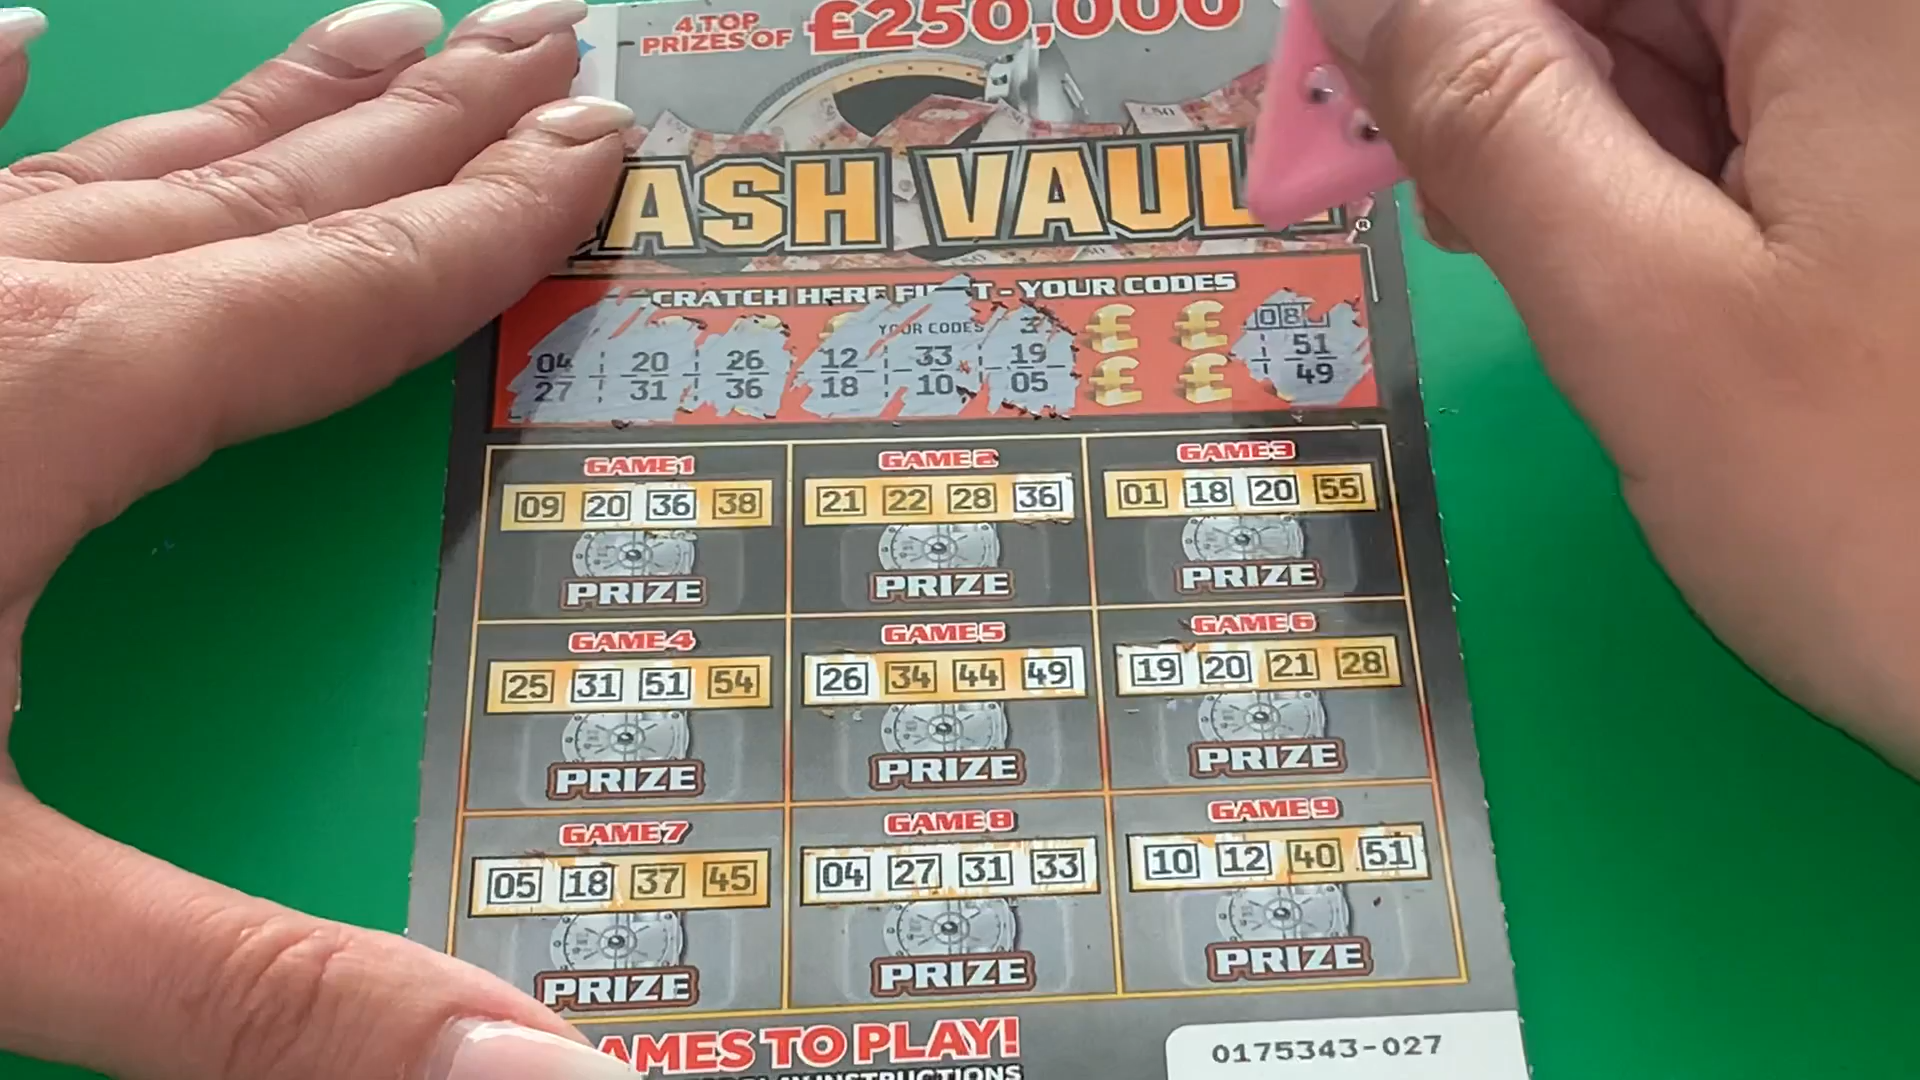 4 TOP
PRIZES OF £250,000
ASH VAUL
CRATCH HERE FI T - YOUR CODES
YOUR CODES
04 20 26 12 33 19 51
27 31 36 18 10 05 49
GAME 1 GAME 2 GAME 3
09 20 36 38 21 22 28 36 01 18 20 55
PRIZE PRIZE PRIZE
GAME 4 GAME 5 GAME 6
25 31 51 54 26 34 44 49 19 20 21 28
PRIZE PRIZE PRIZE
GAME 7 GAME 8 GAME 9
05 18 37 45 04 27 31 33 10 12 40 51
PRIZE PRIZE PRIZE
AMES TO PLAY!
PLAY INSTRUCTIONS
0175343-027